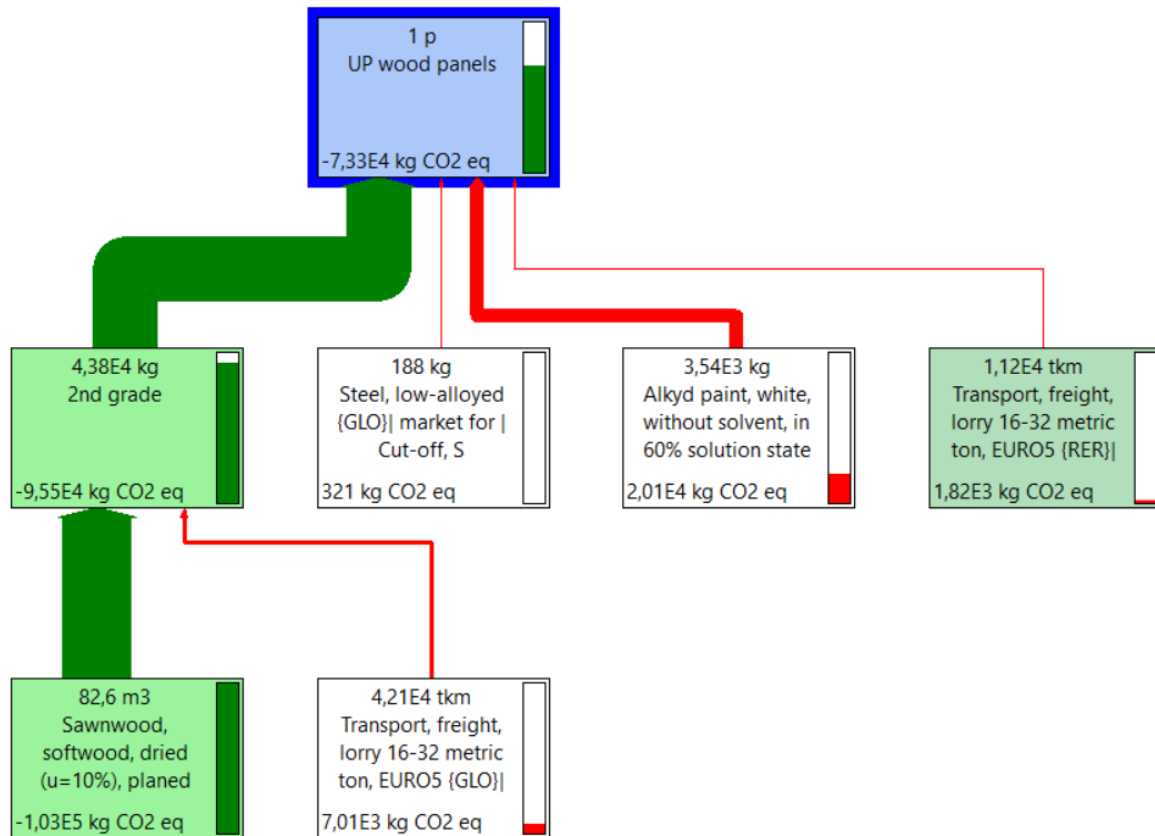 1 p
UP wood panels
-7,33E4 kg CO2 eq
4,38E4 kg
2nd grade
-9,55E4 kg CO2 eq
188 kg
Steel, low-alloyed
{GLO}| market for |
Cut-off, S
321 kg CO2 eq
3,54E3 kg
Alkyd paint, white,
without solvent, in
60% solution state
2,01E4 kg CO2 eq
1,12E4 tkm
Transport, freight,
lorry 16-32 metric
ton, EURO5 {RER}|
1,82E3 kg CO2 eq
82,6 m3
Sawnwood,
softwood, dried
(u=10%), planed
-1,03E5 kg CO2 eq
4,21E4 tkm
Transport, freight,
lorry 16-32 metric
ton, EURO5 {GLO}|
7,01E3 kg CO2 eq